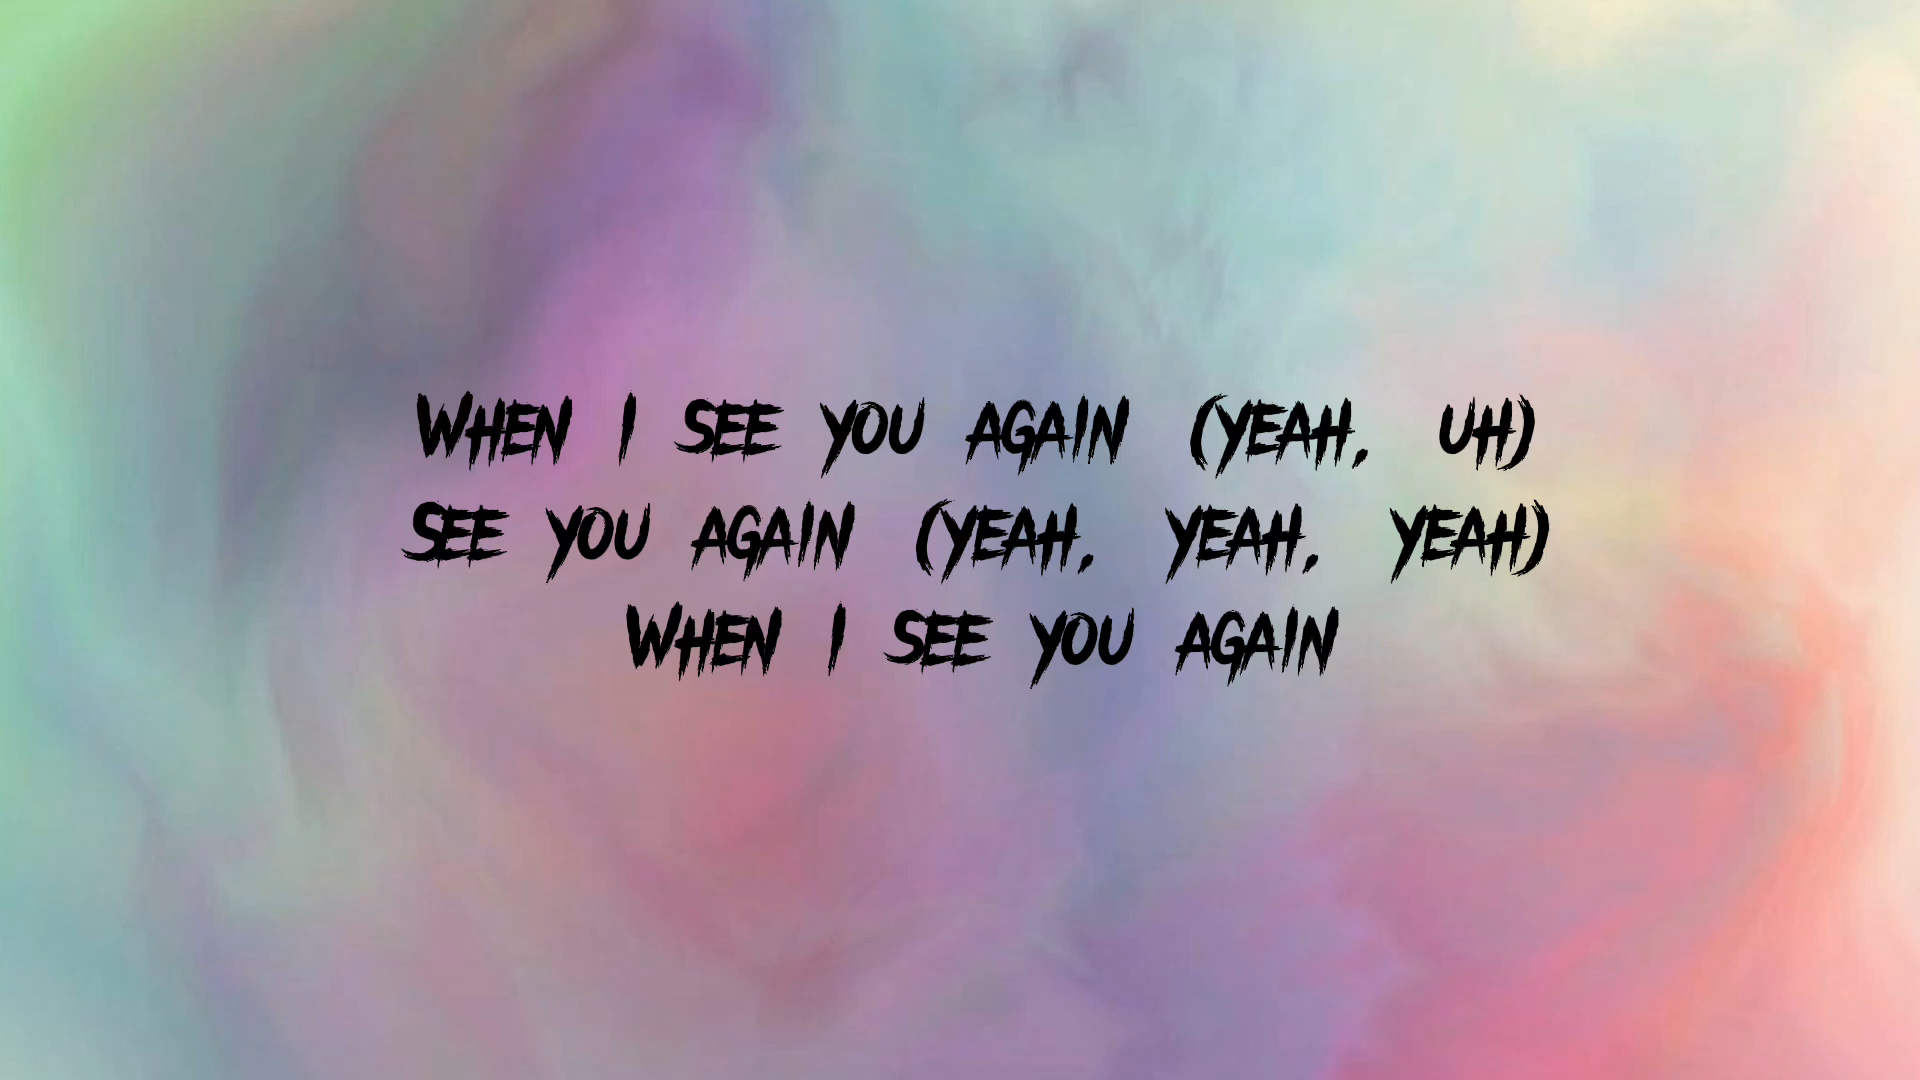 WHEN I SEE YOU AGAIN (YEAH, UH)
SEE YOU AGAIN (YEAH, YEAH, YEAH)
WHEN I SEE YOU AGAIN